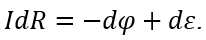 IdR = −dφ + dε.